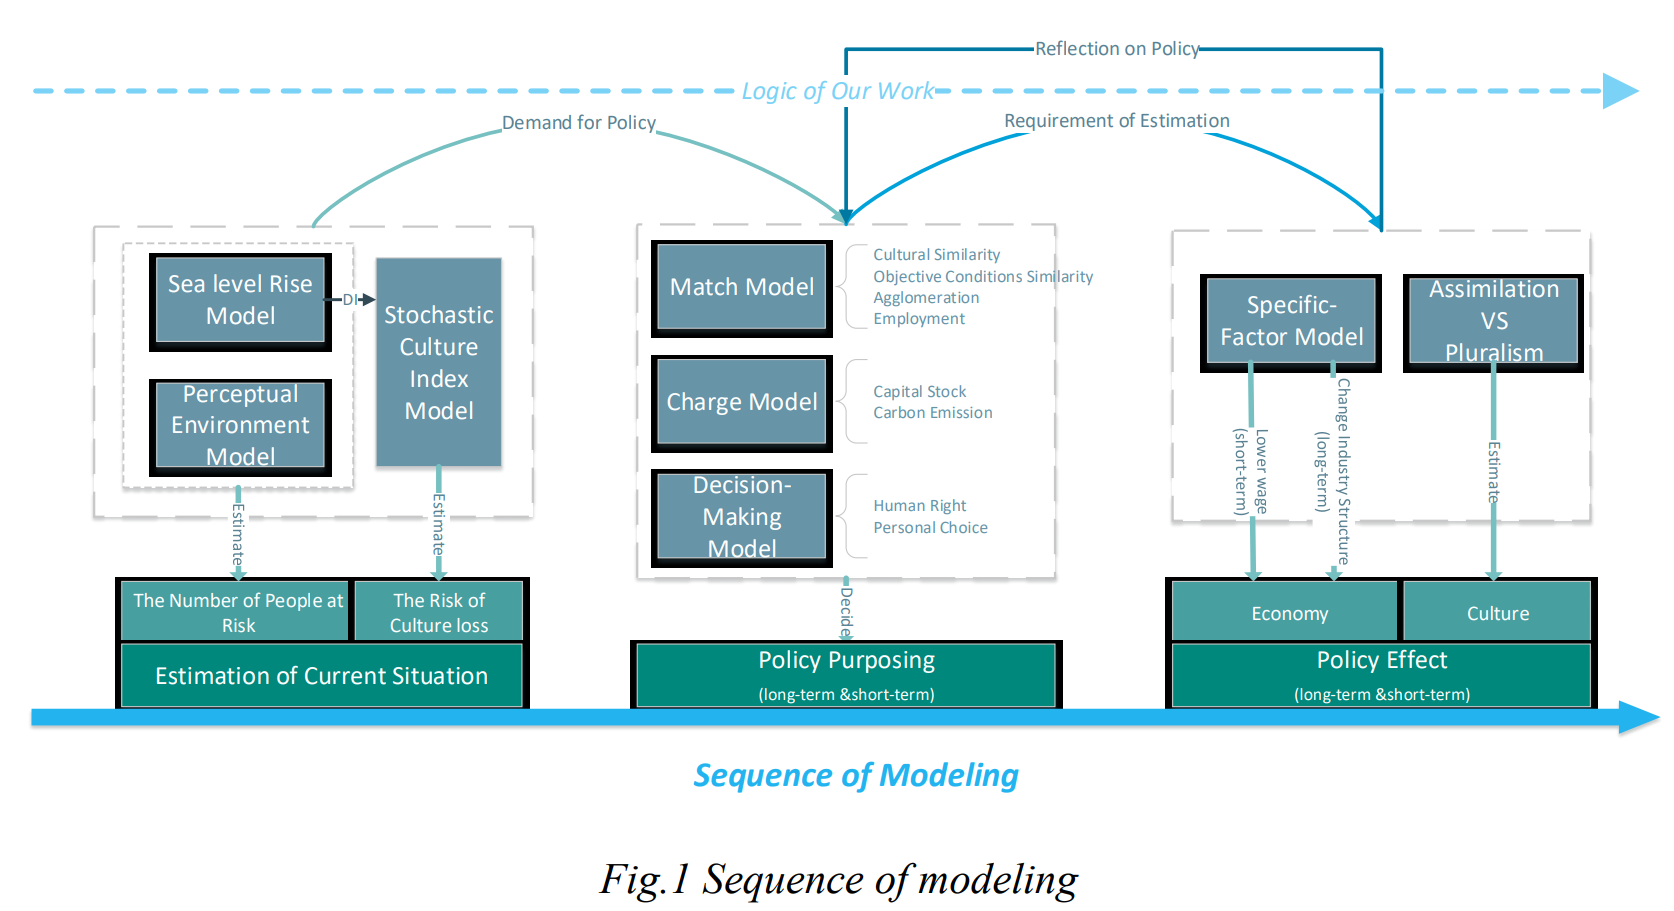 Reflection on Policy
Logic of Our Work
Demand for Policy
Requirement of Estimation
Sea level Rise
Model
DI
Stochastic
Culture
Index
Model
Perceptual
Environment
Model
Estimate
Estimate
The Number of People at
Risk
The Risk of
Culture loss
Estimation of Current Situation
Match Model
Cultural Similarity
Objective Conditions Similarity
Agglomeration
Employment
Charge Model
Capital Stock
Carbon Emission
Decision-
Making
Model
Human Right
Personal Choice
Decide
Policy Purposing
(long-term &short-term)
Specific-
Factor Model
Assimilation
VS
Pluralism
Lower wage
(short-term)
Change Industry Structure
(long-term)
Estimate
Economy
Culture
Policy Effect
(long-term &short-term)
Sequence of Modeling
Fig.1 Sequence of modeling